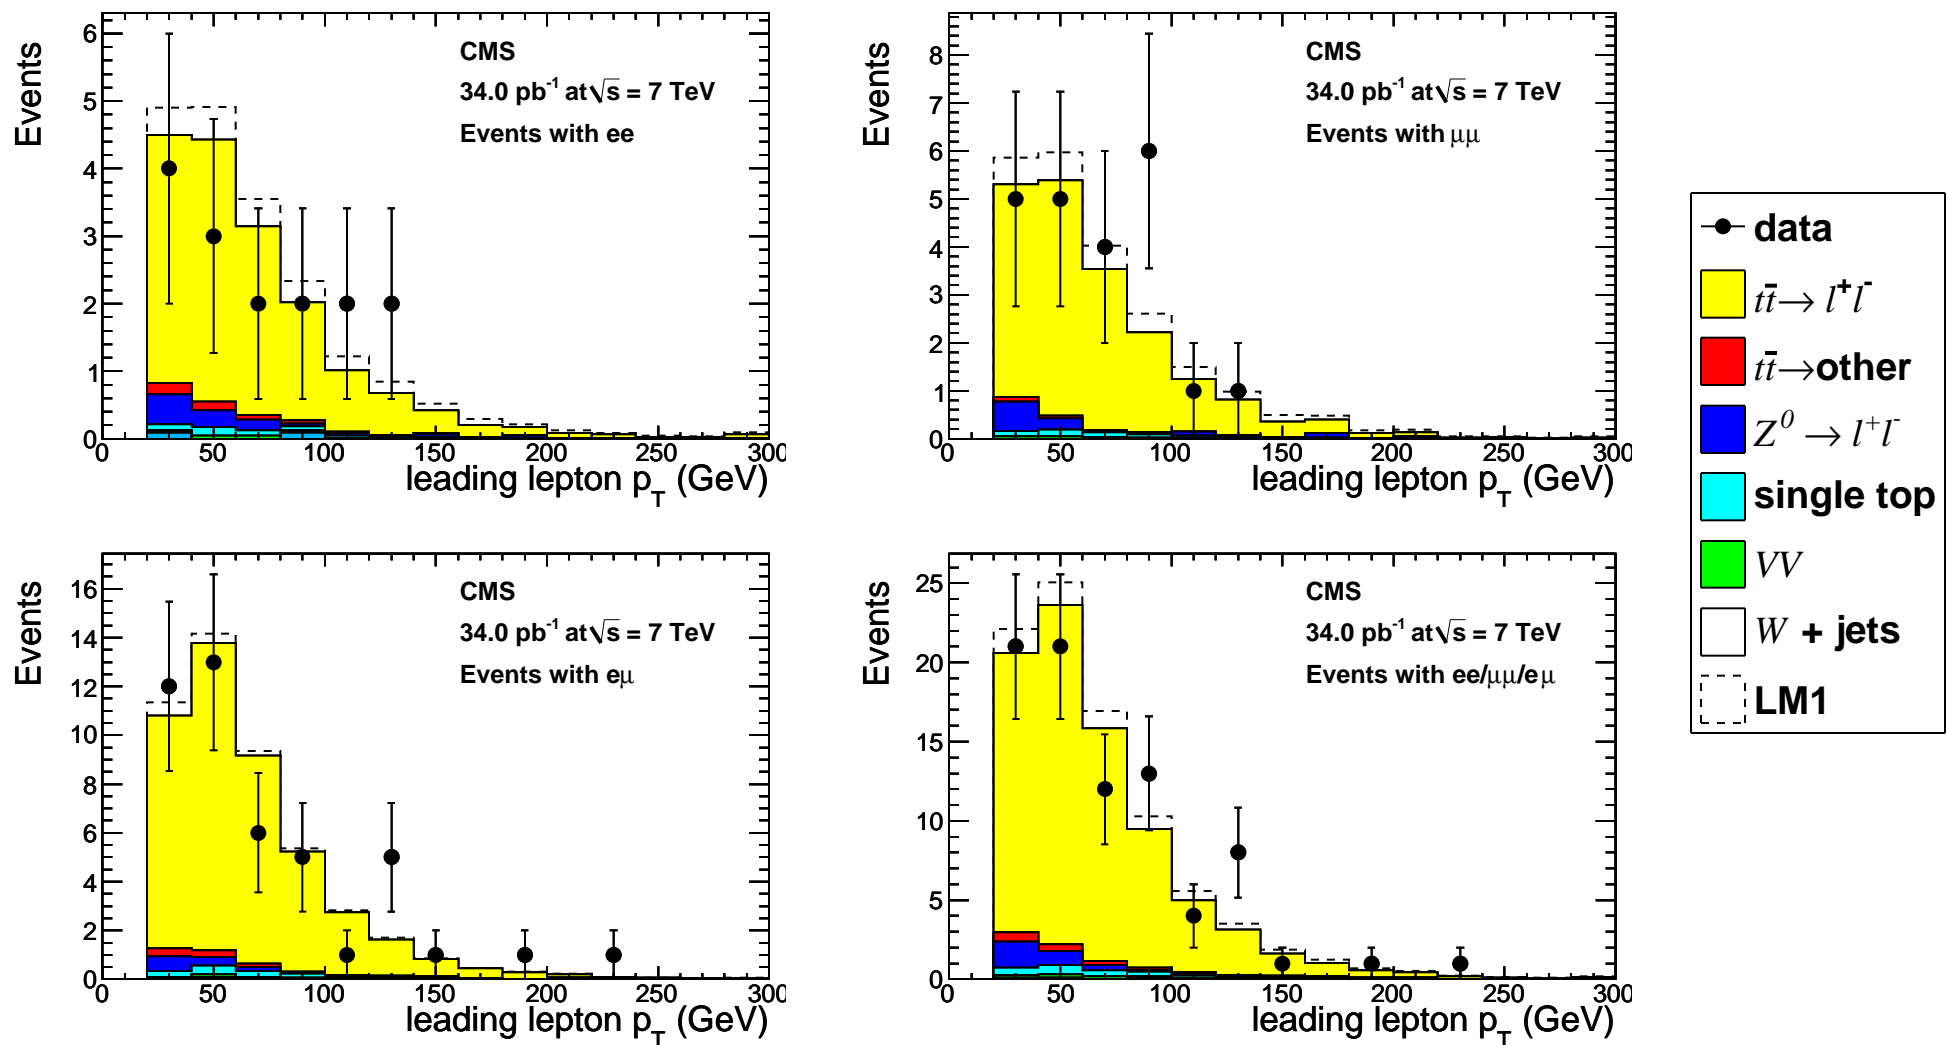 Events
6
5
4
3
2
1
0
CMS
34.0 pb⁻¹ at √s = 7 TeV
Events with ee
0 50 100 150 200 250 300
leading lepton p_T (GeV)
Events
8
7
6
5
4
3
2
1
0
CMS
34.0 pb⁻¹ at √s = 7 TeV
Events with μμ
0 50 100 150 200 250 300
leading lepton p_T (GeV)
Events
16
14
12
10
8
6
4
2
0
CMS
34.0 pb⁻¹ at √s = 7 TeV
Events with eμ
0 50 100 150 200 250 300
leading lepton p_T (GeV)
Events
25
20
15
10
5
0
CMS
34.0 pb⁻¹ at √s = 7 TeV
Events with ee/μμ/eμ
0 50 100 150 200 250 300
leading lepton p_T (GeV)
data
tt̄→ l⁺l⁻
tt̄→other
Z⁰ → l⁺l⁻
single top
VV
W + jets
LM1